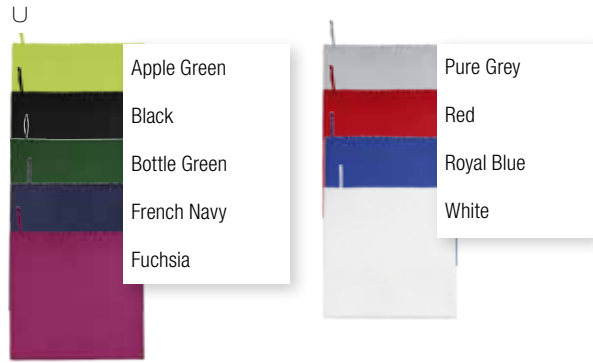 U
Apple Green
Black
Bottle Green
French Navy
Fuchsia
Pure Grey
Red
Royal Blue
White